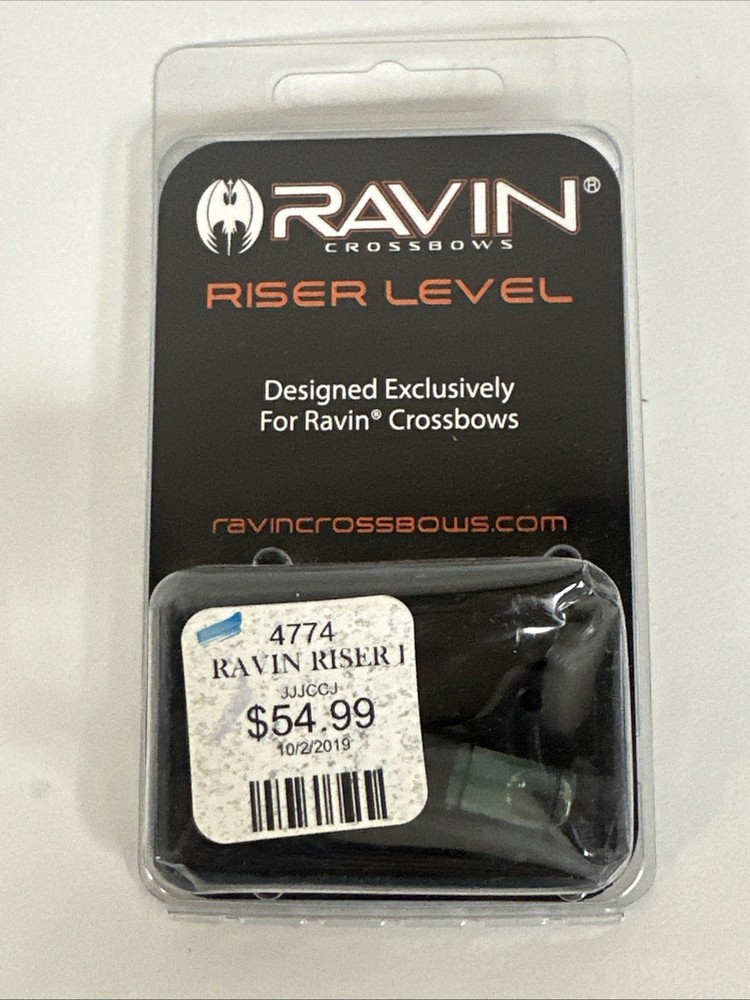 RAVIN®
CROSSBOWS
RISER LEVEL
Designed Exclusively
For Ravin® Crossbows
ravincrossbows.com
4774
RAVIN RISER
JJJCCJ
$54.99
10/2/2019